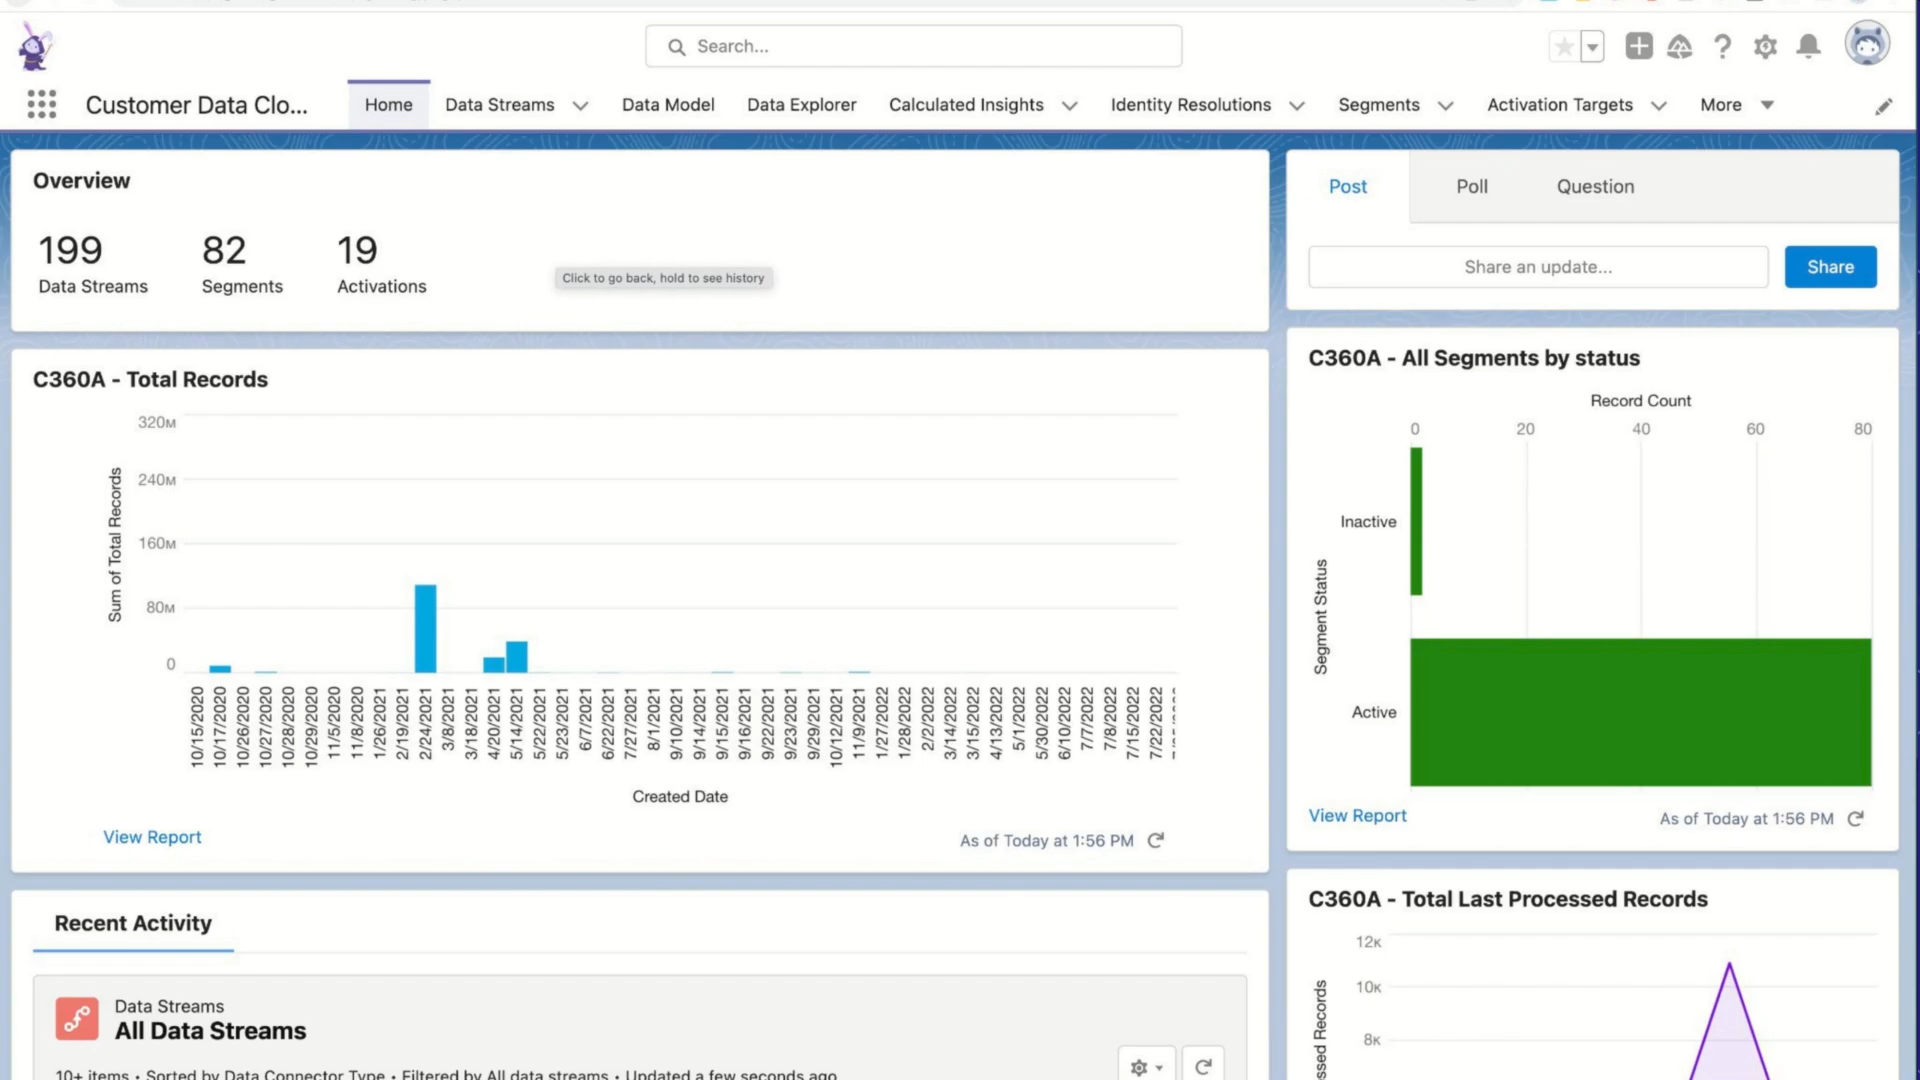 Search...
Customer Data Clo...
Home
Data Streams
Data Model
Data Explorer
Calculated Insights
Identity Resolutions
Segments
Activation Targets
More
Overview
199
Data Streams
82
Segments
19
Activations
Click to go back, hold to see history
Post
Poll
Question
Share an update...
Share
C360A - Total Records
320M
240M
160M
80M
0
Sum of Total Records
10/15/2020
10/17/2020
10/26/2020
10/27/2020
10/28/2020
10/29/2020
11/5/2020
11/8/2020
1/26/2021
2/19/2021
2/24/2021
3/8/2021
3/18/2021
4/20/2021
5/14/2021
5/22/2021
5/23/2021
6/7/2021
6/22/2021
7/27/2021
8/1/2021
9/10/2021
9/14/2021
9/15/2021
9/16/2021
9/22/2021
9/23/2021
9/29/2021
10/12/2021
11/9/2021
1/27/2022
1/28/2022
2/2/2022
3/14/2022
3/15/2022
4/13/2022
5/1/2022
5/30/2022
6/10/2022
7/7/2022
7/8/2022
7/15/2022
7/22/2022
Created Date
View Report
As of Today at 1:56 PM
C360A - All Segments by status
Record Count
0 20 40 60 80
Segment Status
Inactive
Active
View Report
As of Today at 1:56 PM
Recent Activity
Data Streams
All Data Streams
10+ items • Sorted by Data Connector Type • Filtered by All data streams • Updated a few seconds ago
C360A - Total Last Processed Records
12K
10K
8K
ssed Records